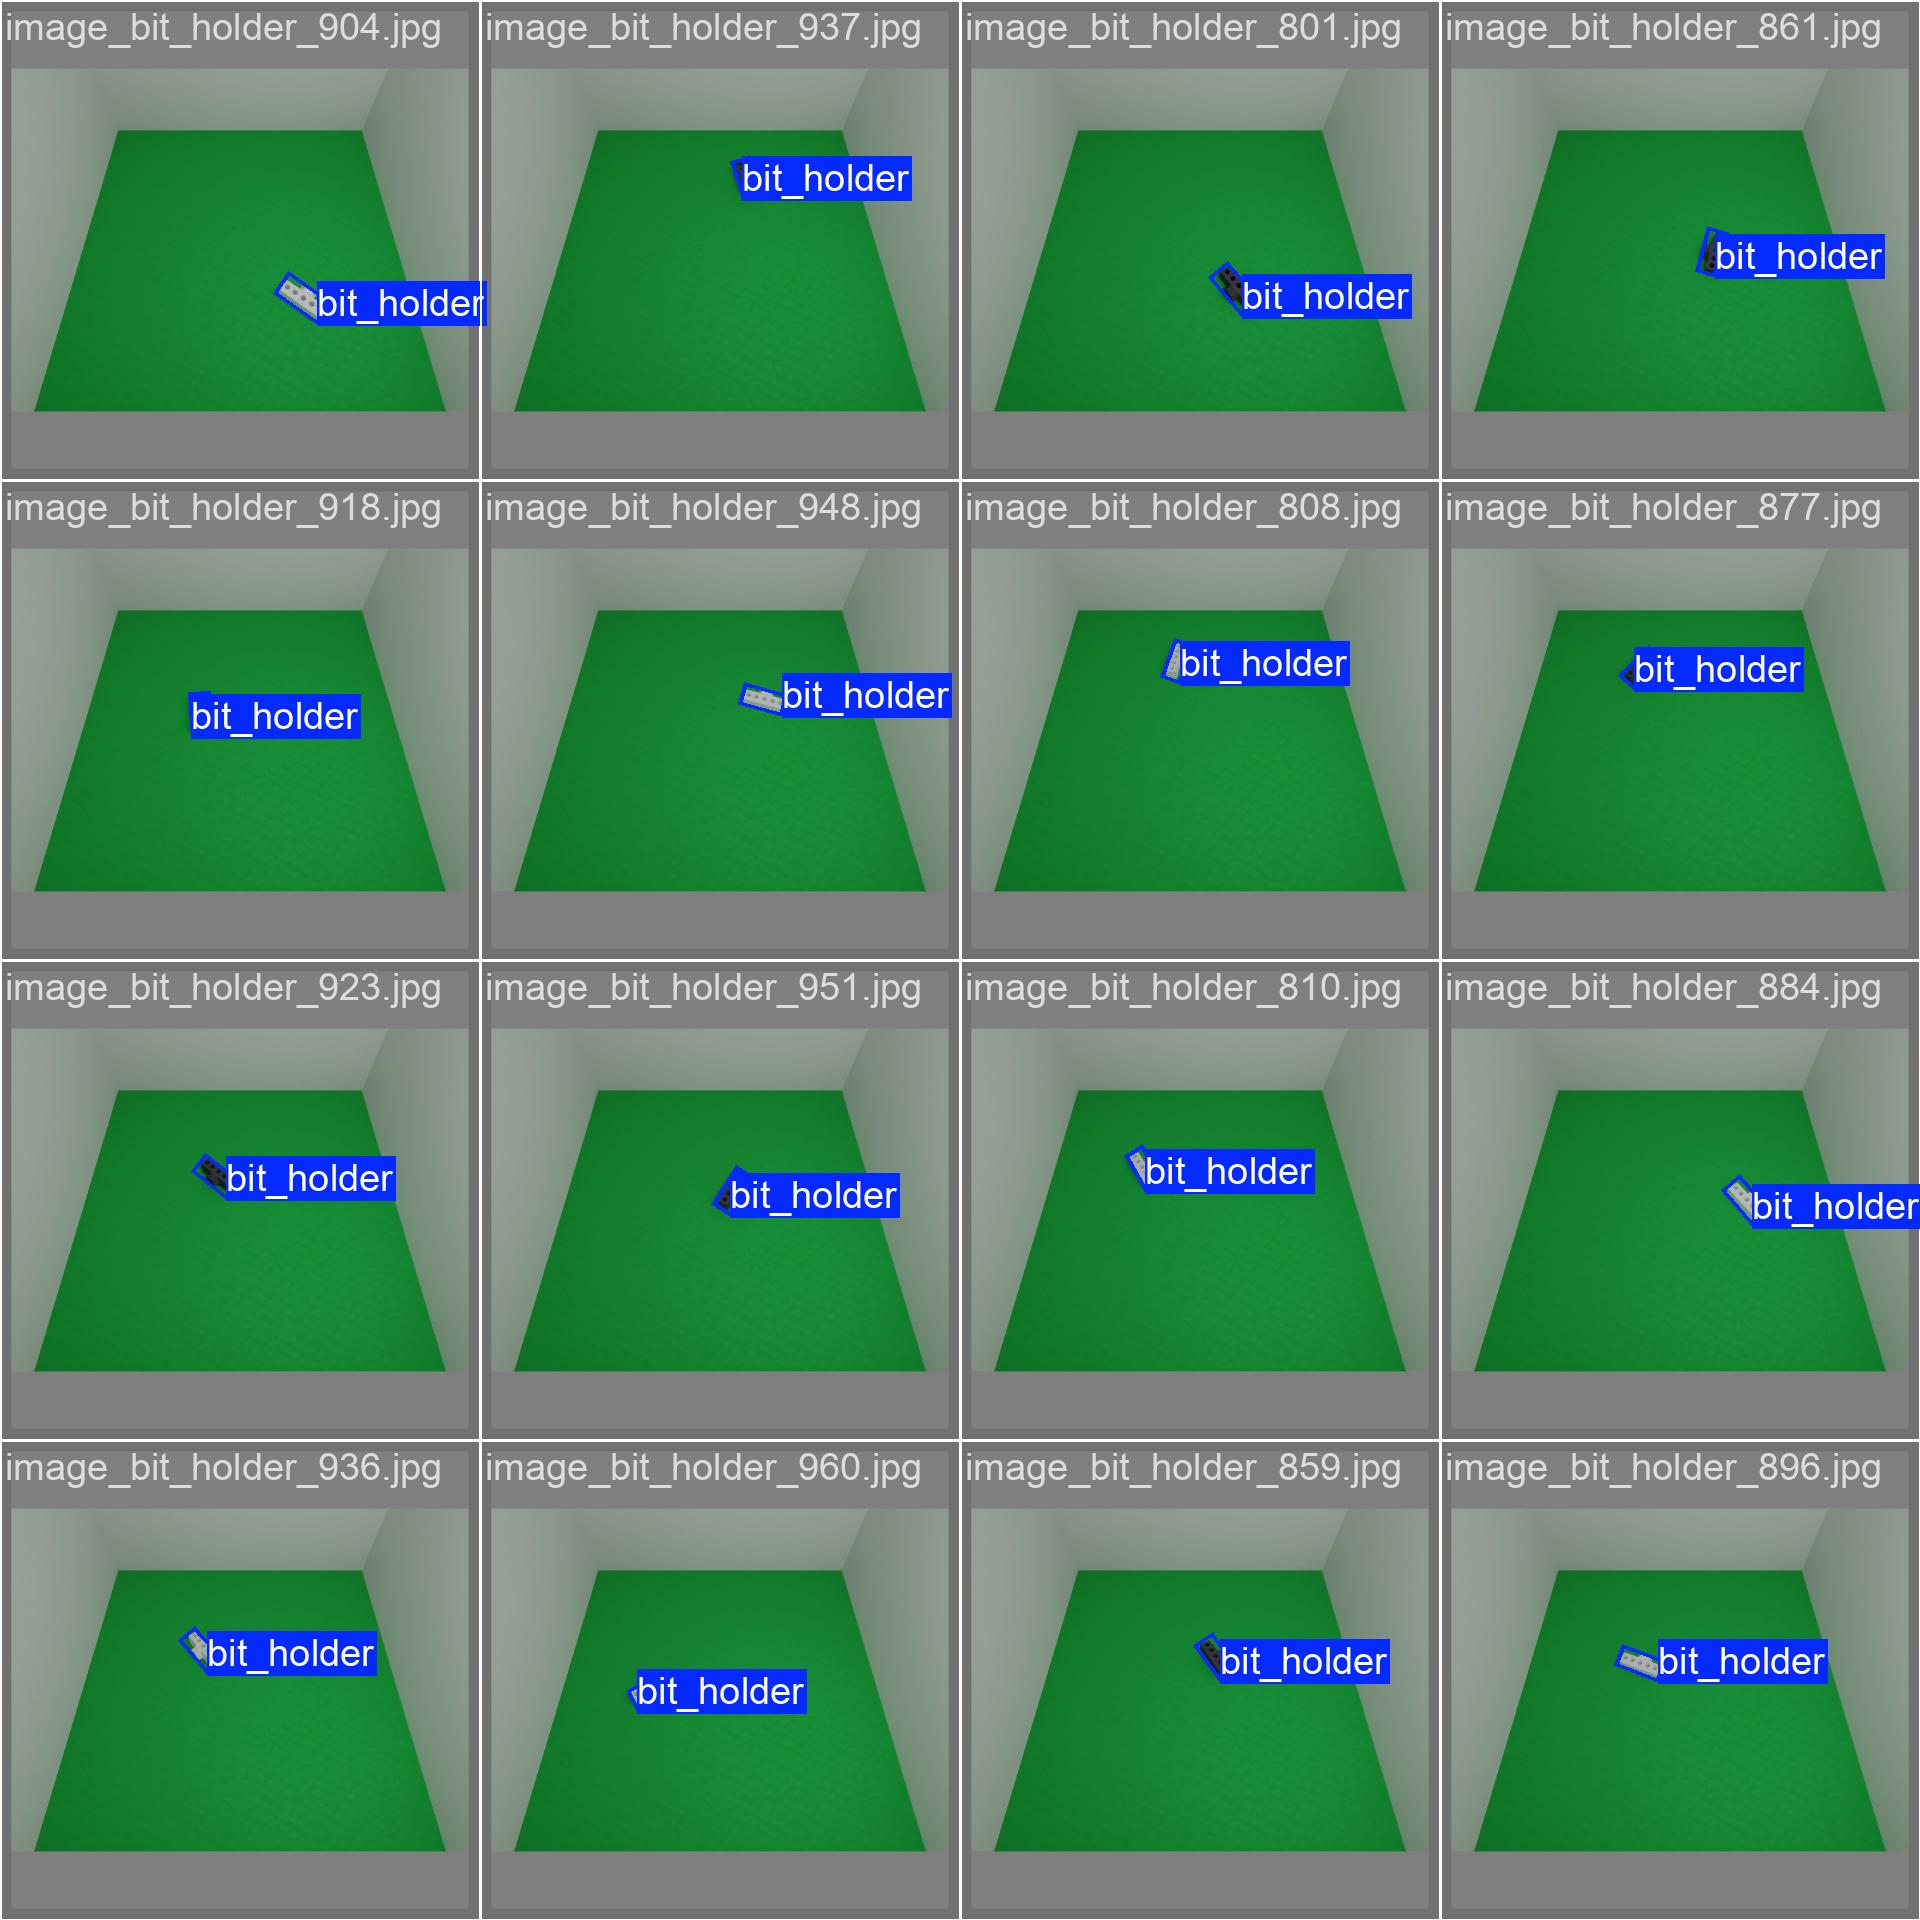 image_bit_holder_904.jpg
image_bit_holder_937.jpg
image_bit_holder_801.jpg
image_bit_holder_861.jpg
bit_holder
bit_holder
bit_holder
bit_holder
image_bit_holder_918.jpg
image_bit_holder_948.jpg
image_bit_holder_808.jpg
image_bit_holder_877.jpg
bit_holder
bit_holder
bit_holder
bit_holder
image_bit_holder_923.jpg
image_bit_holder_951.jpg
image_bit_holder_810.jpg
image_bit_holder_884.jpg
bit_holder
bit_holder
bit_holder
bit_holder
image_bit_holder_936.jpg
image_bit_holder_960.jpg
image_bit_holder_859.jpg
image_bit_holder_896.jpg
bit_holder
bit_holder
bit_holder
bit_holder